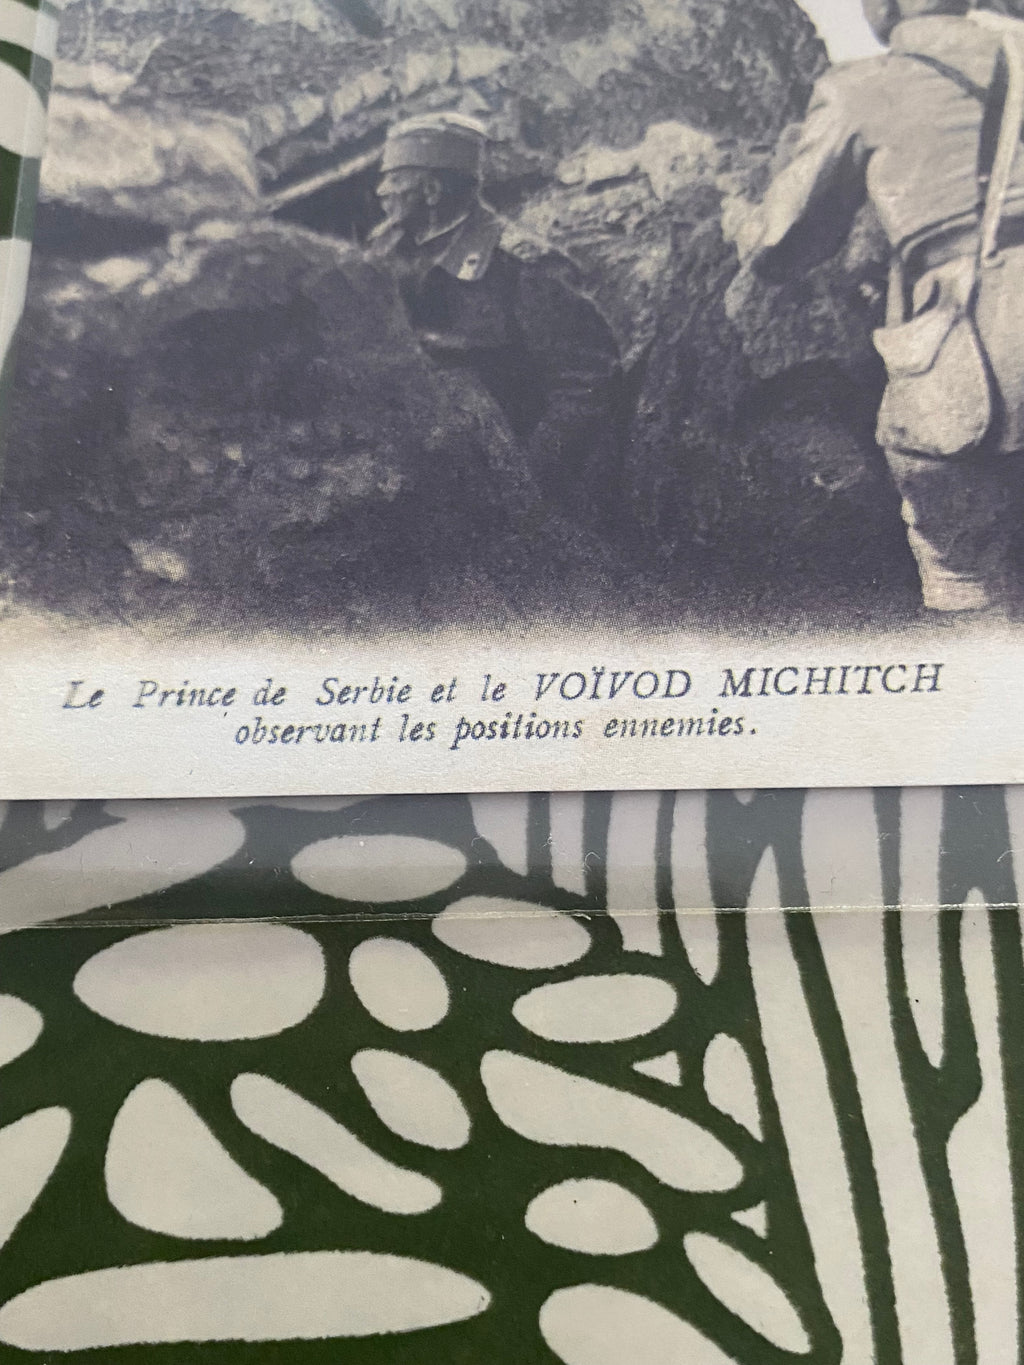 Le Prince de Serbie et le VOÏVOD MICHITCH
observant les positions ennemies.